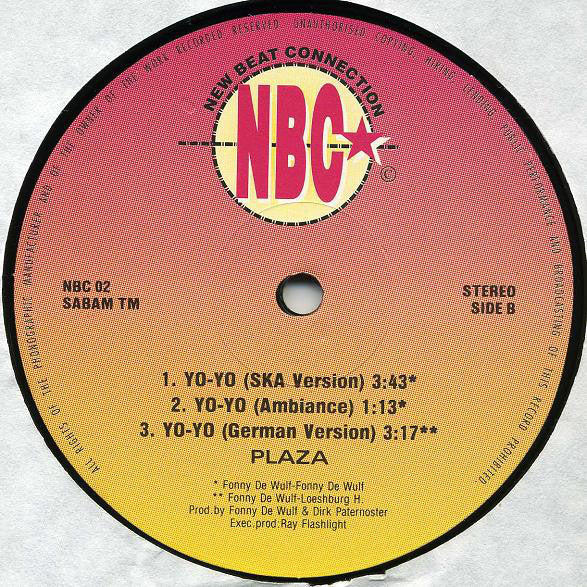 ALL RIGHTS OF THE PHONOGRAPHIC MANUFACTURER AND OF THE OWNER OF THE WORK RECORDED RESERVED. UNAUTHORISED COPYING, HIRING, LENDING, PUBLIC PERFORMANCE AND BROADCASTING OF THIS RECORD PROHIBITED.
NEW BEAT CONNECTION
NBC
©
NBC 02
SABAM TM
STEREO
SIDE B
1. YO-YO (SKA Version) 3:43*
2. YO-YO (Ambiance) 1:13*
3. YO-YO (German Version) 3:17**
PLAZA
* Fonny De Wulf-Fonny De Wulf
** Fonny De Wulf-Loeshburg H.
Prod.by Fonny De Wulf & Dirk Paternoster
Exec.prod:Ray Flashlight